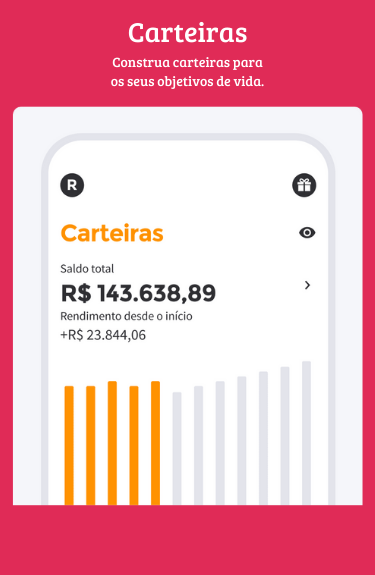 Carteiras
Construa carteiras para
os seus objetivos de vida.
R
Carteiras
Saldo total
R$ 143.638,89
Rendimento desde o início
+R$ 23.844,06